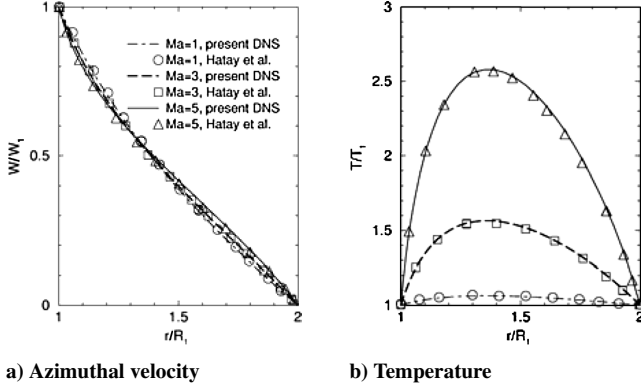 1
0.5
0
W/W₁
1
1.5
2
r/R₁
Ma=1, present DNS
Ma=1, Hatay et al.
Ma=3, present DNS
Ma=3, Hatay et al.
Ma=5, present DNS
Ma=5, Hatay et al.
3
2.5
2
1.5
1
T/T₁
1
1.5
2
r/R₁
a) Azimuthal velocity
b) Temperature